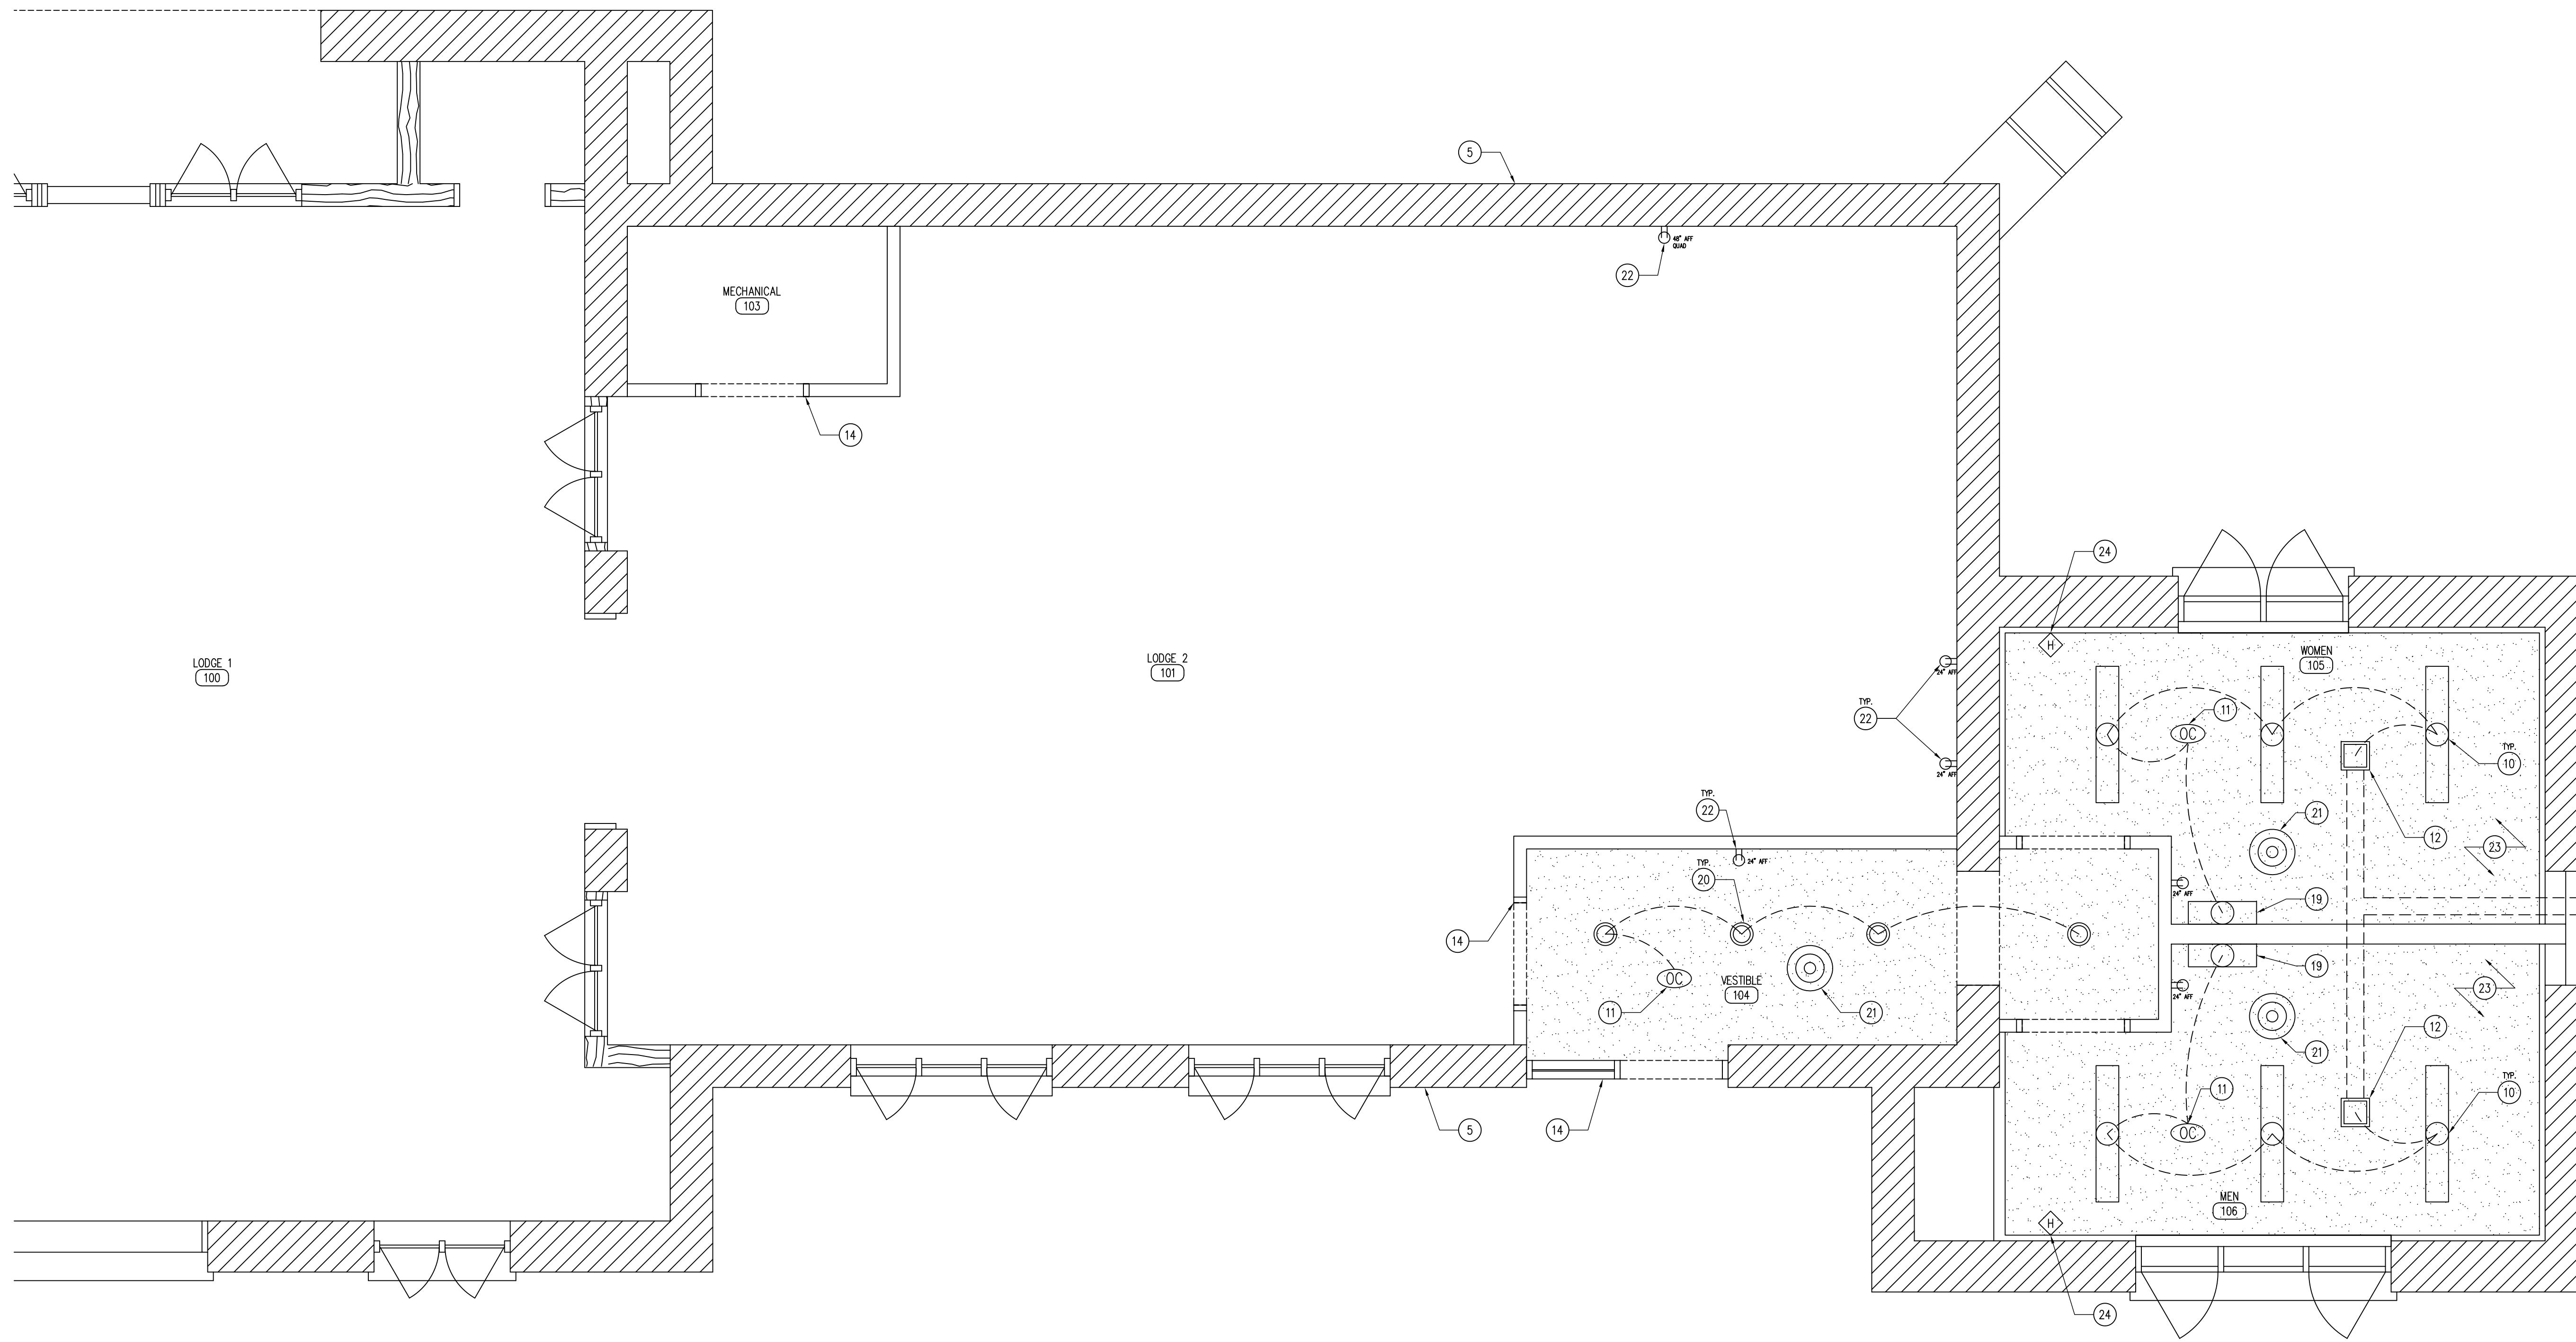 5
48" AFF
QUAD
22
MECHANICAL
103
14
24
H
LODGE 1
100
LODGE 2
101
WOMEN
105
24" AFF
TYP.
22
11
OC
TYP.
10
24" AFF
TYP.
22
21
12
23
24" AFF
TYP.
20
24" AFF
19
14
OC
VESTIBLE
104
19
11
21
24" AFF
23
12
21
11
TYP.
10
5
14
OC
MEN
106
H
24